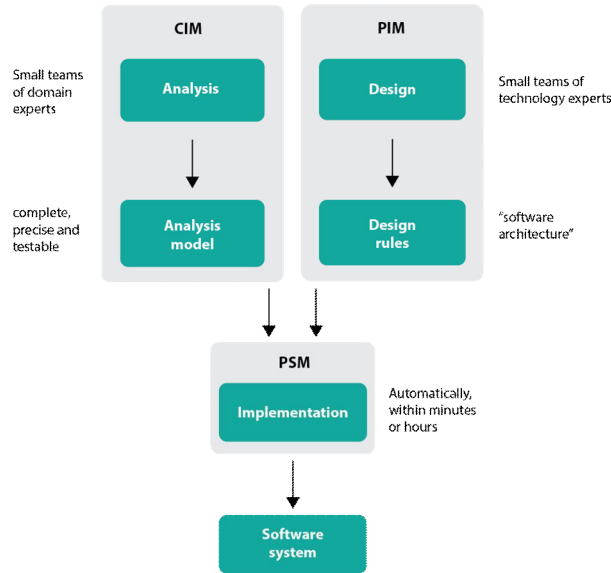 CIM
PIM
Small teams
of domain
experts
Analysis
Design
Small teams of
technology experts
complete,
precise and
testable
Analysis
model
Design
rules
“software
architecture”
PSM
Implementation
Automatically,
within minutes
or hours
Software
system